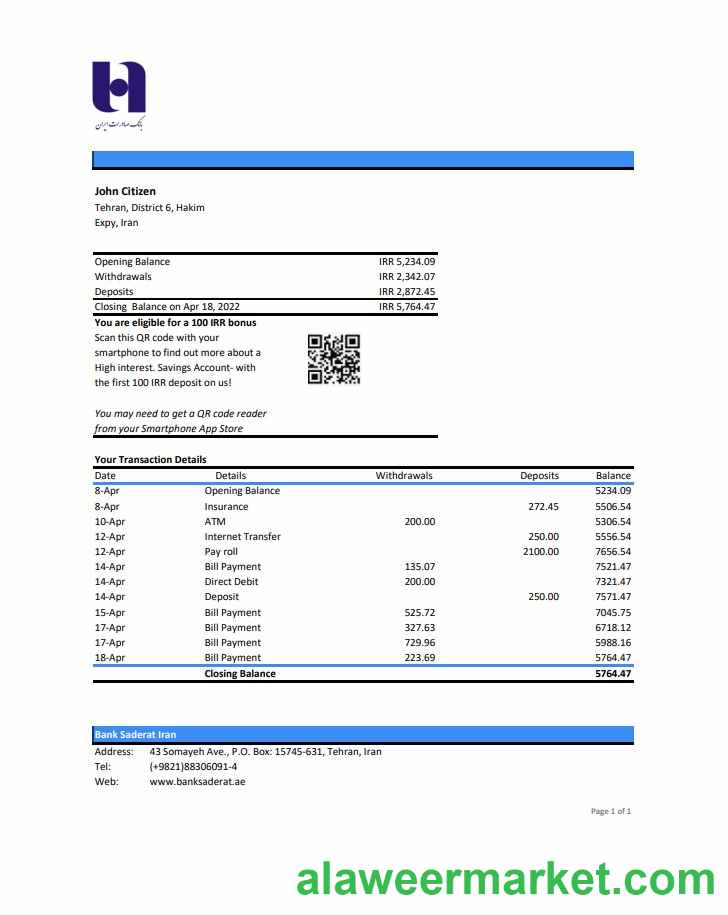 بانک صادرات ایران
John Citizen
Tehran, District 6, Hakim
Expy, Iran
Opening Balance IRR 5,234.09
Withdrawals IRR 2,342.07
Deposits IRR 2,872.45
Closing  Balance on Apr 18, 2022 IRR 5,764.47
You are eligible for a 100 IRR bonus
Scan this QR code with your
smartphone to find out more about a
High interest. Savings Account- with
the first 100 IRR deposit on us!
You may need to get a QR code reader
from your Smartphone App Store
Your Transaction Details
Date Details Withdrawals Deposits Balance
8-Apr Opening Balance 5234.09
8-Apr Insurance 272.45 5506.54
10-Apr ATM 200.00 5306.54
12-Apr Internet Transfer 250.00 5556.54
12-Apr Pay roll 2100.00 7656.54
14-Apr Bill Payment 135.07 7521.47
14-Apr Direct Debit 200.00 7321.47
14-Apr Deposit 250.00 7571.47
15-Apr Bill Payment 525.72 7045.75
17-Apr Bill Payment 327.63 6718.12
17-Apr Bill Payment 729.96 5988.16
18-Apr Bill Payment 223.69 5764.47
Closing Balance 5764.47
Bank Saderat Iran
Address: 43 Somayeh Ave., P.O. Box: 15745-631, Tehran, Iran
Tel: (+9821)88306091-4
Web: www.banksaderat.ae
Page 1 of 1
alaweermarket.com